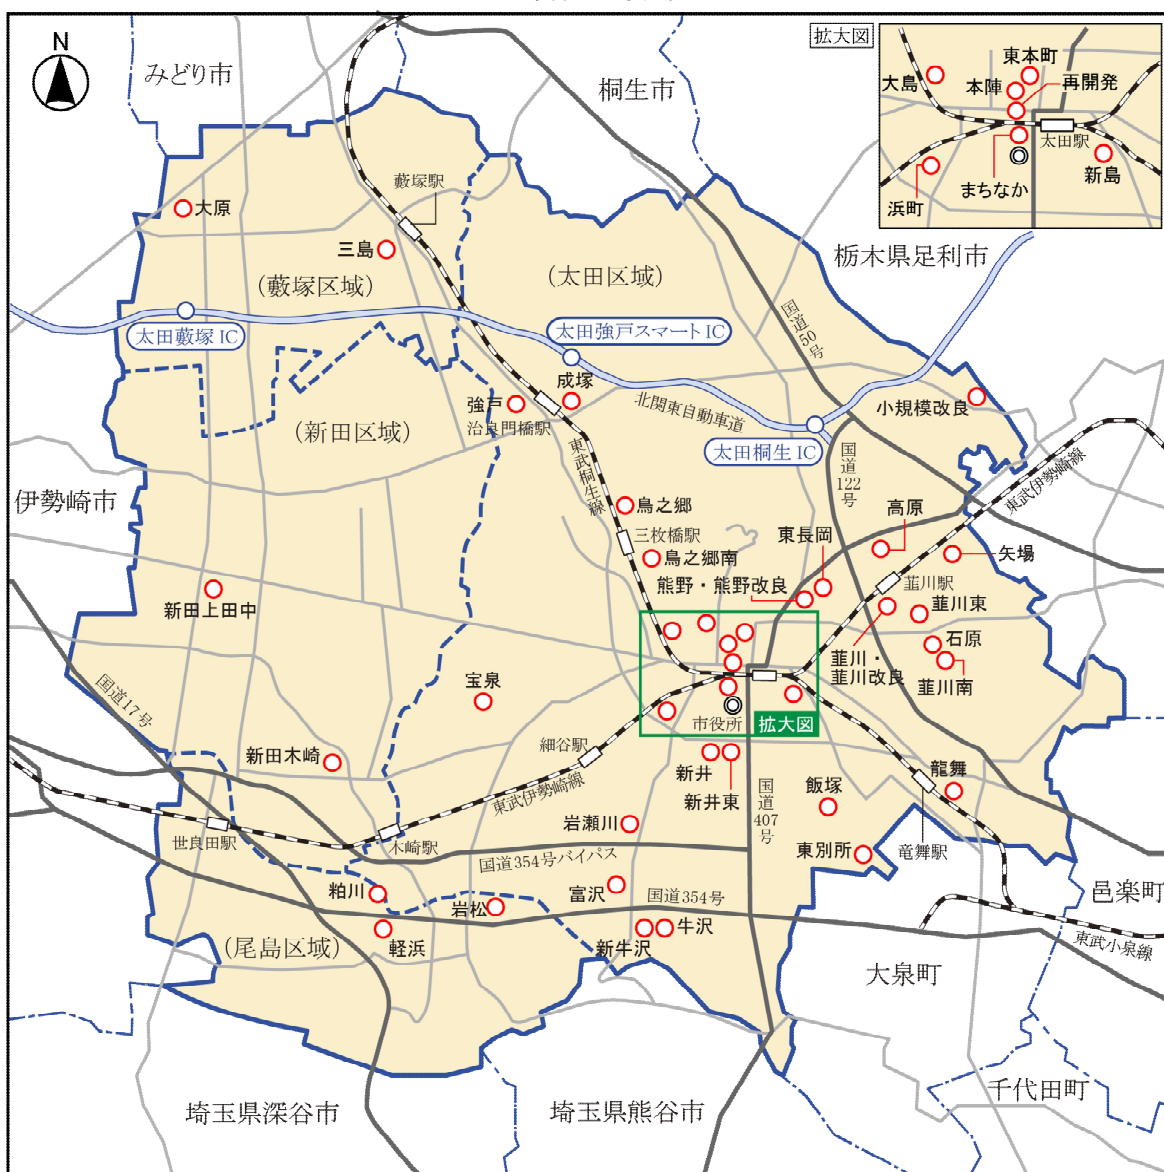 拡大図
N
みどり市
桐生市
東本町
大島
本陣
再開発
太田駅
まちなか
新島
浜町
藪塚駅
大原
三島
(藪塚区域)
(太田区域)
栃木県足利市
国道50号
太田藪塚 IC
太田強戸スマート IC
成塚
強戸
治良門橋駅
北関東自動車道
小規模改良
(新田区域)
太田桐生 IC
東武桐生線
国道122号
東武伊勢崎線
伊勢崎市
鳥之郷
三枚橋駅
鳥之郷南
東長岡
高原
矢場
熊野・熊野改良
韮川駅
新田上田中
韮川東
韮川・
韮川改良
石原
韮川南
国道17号
宝泉
市役所
拡大図
細谷駅
新田木崎
新井
新井東
国道407号
飯塚
龍舞
東武伊勢崎線
岩瀬川
世良田駅
木崎駅
国道354号バイパス
東別所
竜舞駅
粕川
岩松
富沢
国道354号
邑楽町
(尾島区域)
軽浜
新牛沢
牛沢
東武小泉線
大泉町
千代田町
埼玉県深谷市
埼玉県熊谷市